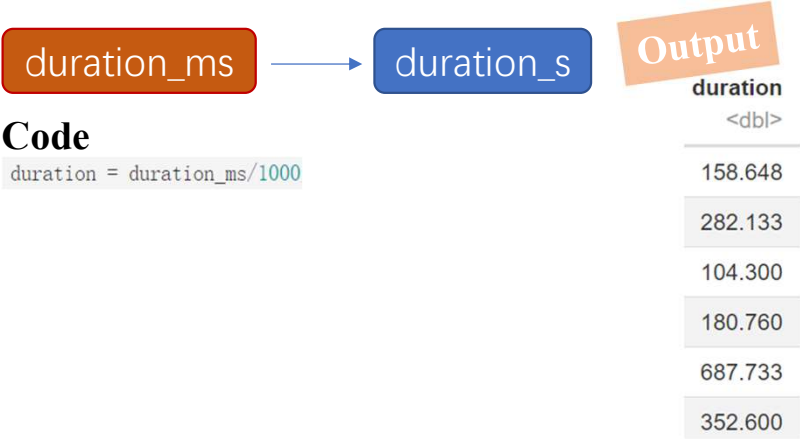 duration_ms
duration_s
Output
Code
duration = duration_ms/1000
duration
<dbl>
158.648
282.133
104.300
180.760
687.733
352.600